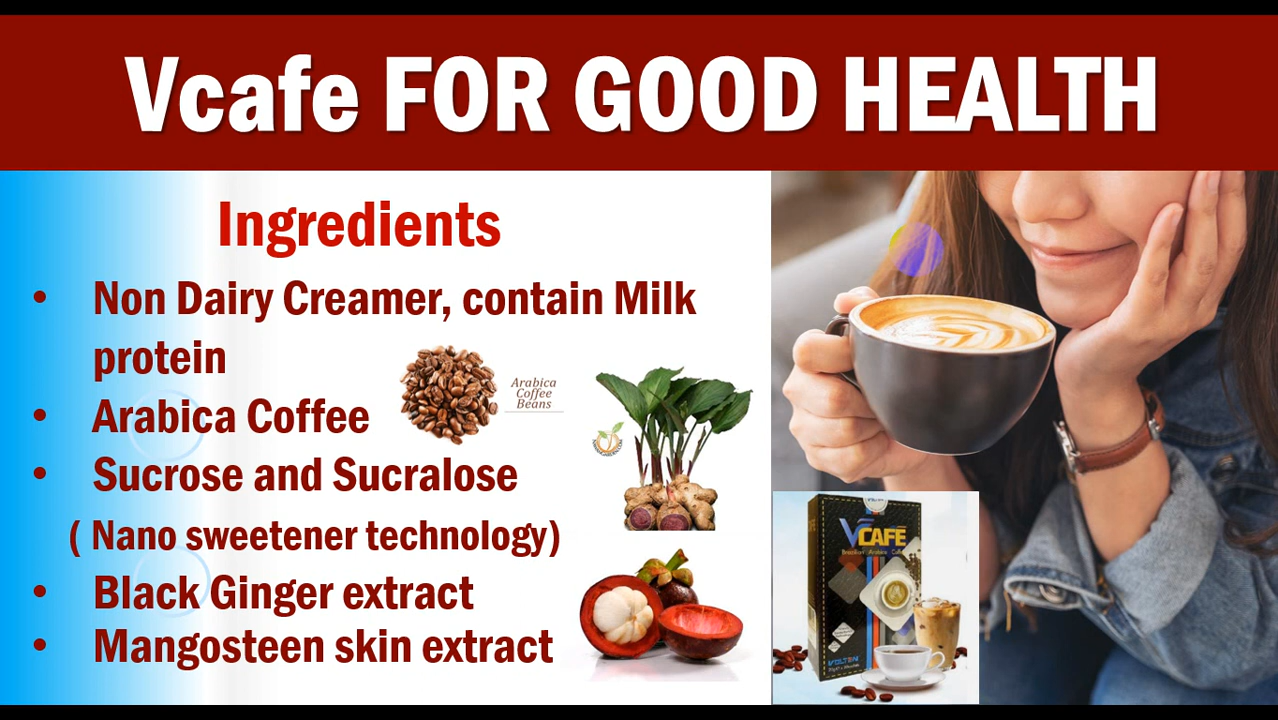 Vcafe FOR GOOD HEALTH
Ingredients
• Non Dairy Creamer, contain Milk
protein
• Arabica Coffee
Arabica
Coffee
Beans
• Sucrose and Sucralose
( Nano sweetener technology)
• Black Ginger extract
• Mangosteen skin extract
VCAFE